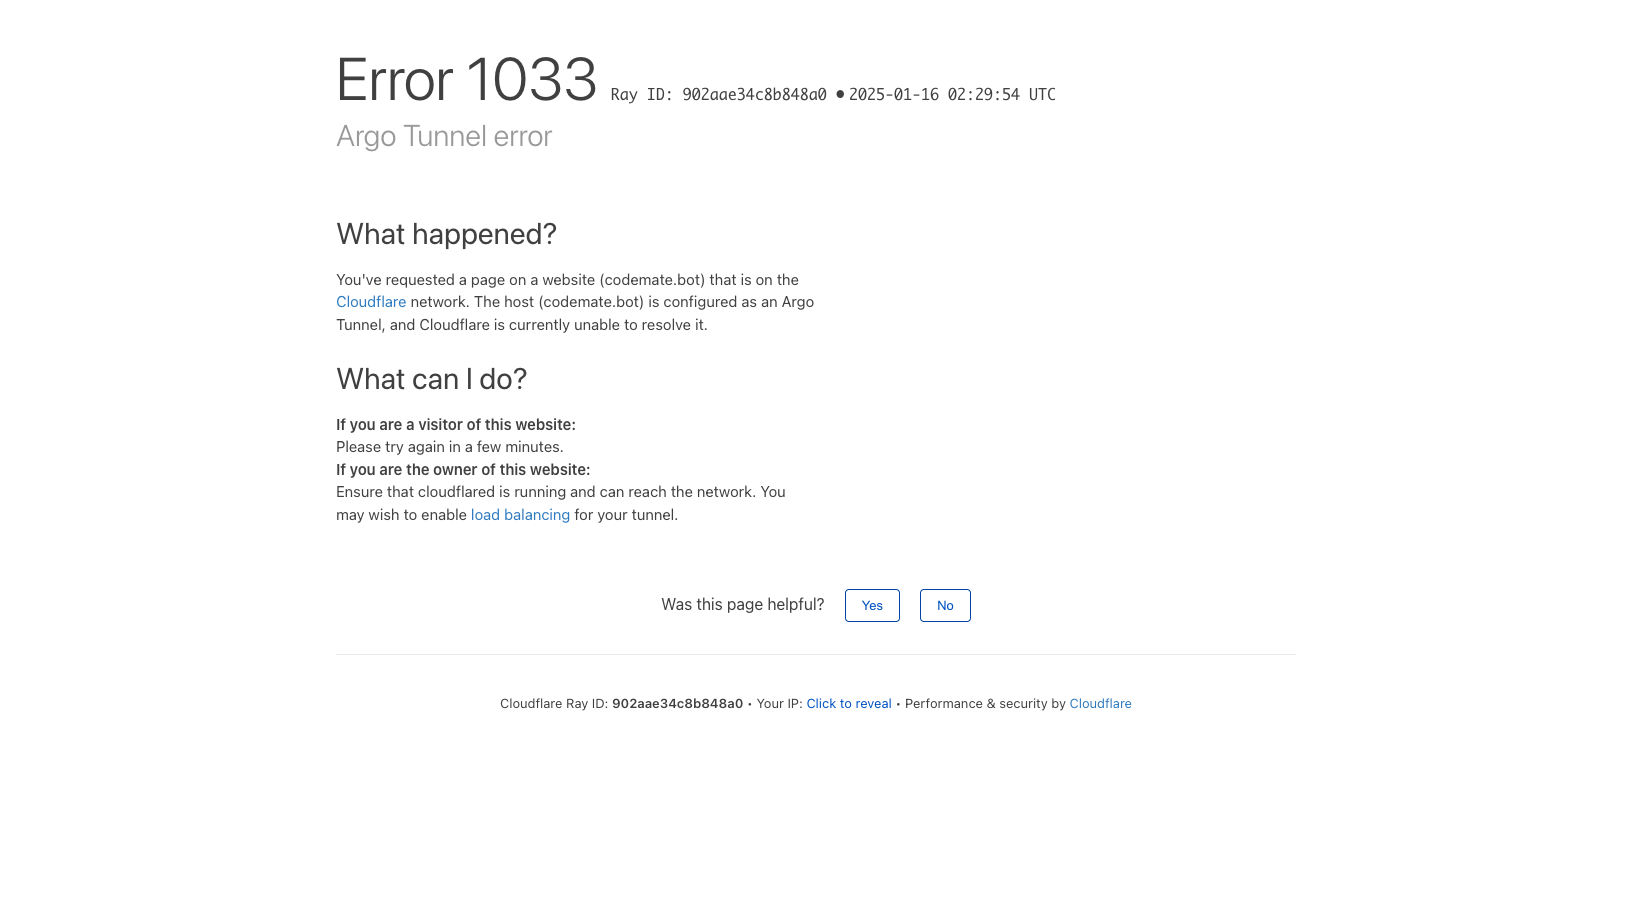 Error 1033 Ray ID: 902aae34c8b848a0 • 2025-01-16 02:29:54 UTC
Argo Tunnel error
What happened?
You've requested a page on a website (codemate.bot) that is on the
Cloudflare network. The host (codemate.bot) is configured as an Argo
Tunnel, and Cloudflare is currently unable to resolve it.
What can I do?
If you are a visitor of this website:
Please try again in a few minutes.
If you are the owner of this website:
Ensure that cloudflared is running and can reach the network. You
may wish to enable load balancing for your tunnel.
Was this page helpful? Yes No
Cloudflare Ray ID: 902aae34c8b848a0 • Your IP: Click to reveal • Performance & security by Cloudflare